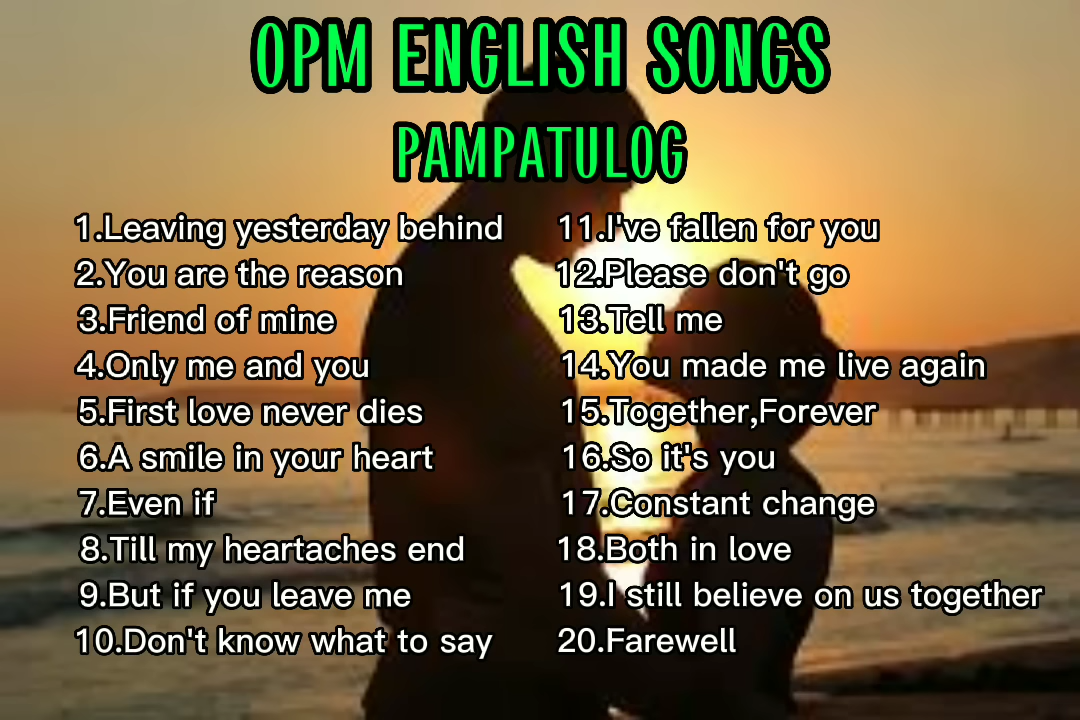 OPM ENGLISH SONGS
PAMPATULOG
1.Leaving yesterday behind
2.You are the reason
3.Friend of mine
4.Only me and you
5.First love never dies
6.A smile in your heart
7.Even if
8.Till my heartaches end
9.But if you leave me
10.Don't know what to say
11.I've fallen for you
12.Please don't go
13.Tell me
14.You made me live again
15.Together,Forever
16.So it's you
17.Constant change
18.Both in love
19.I still believe on us together
20.Farewell